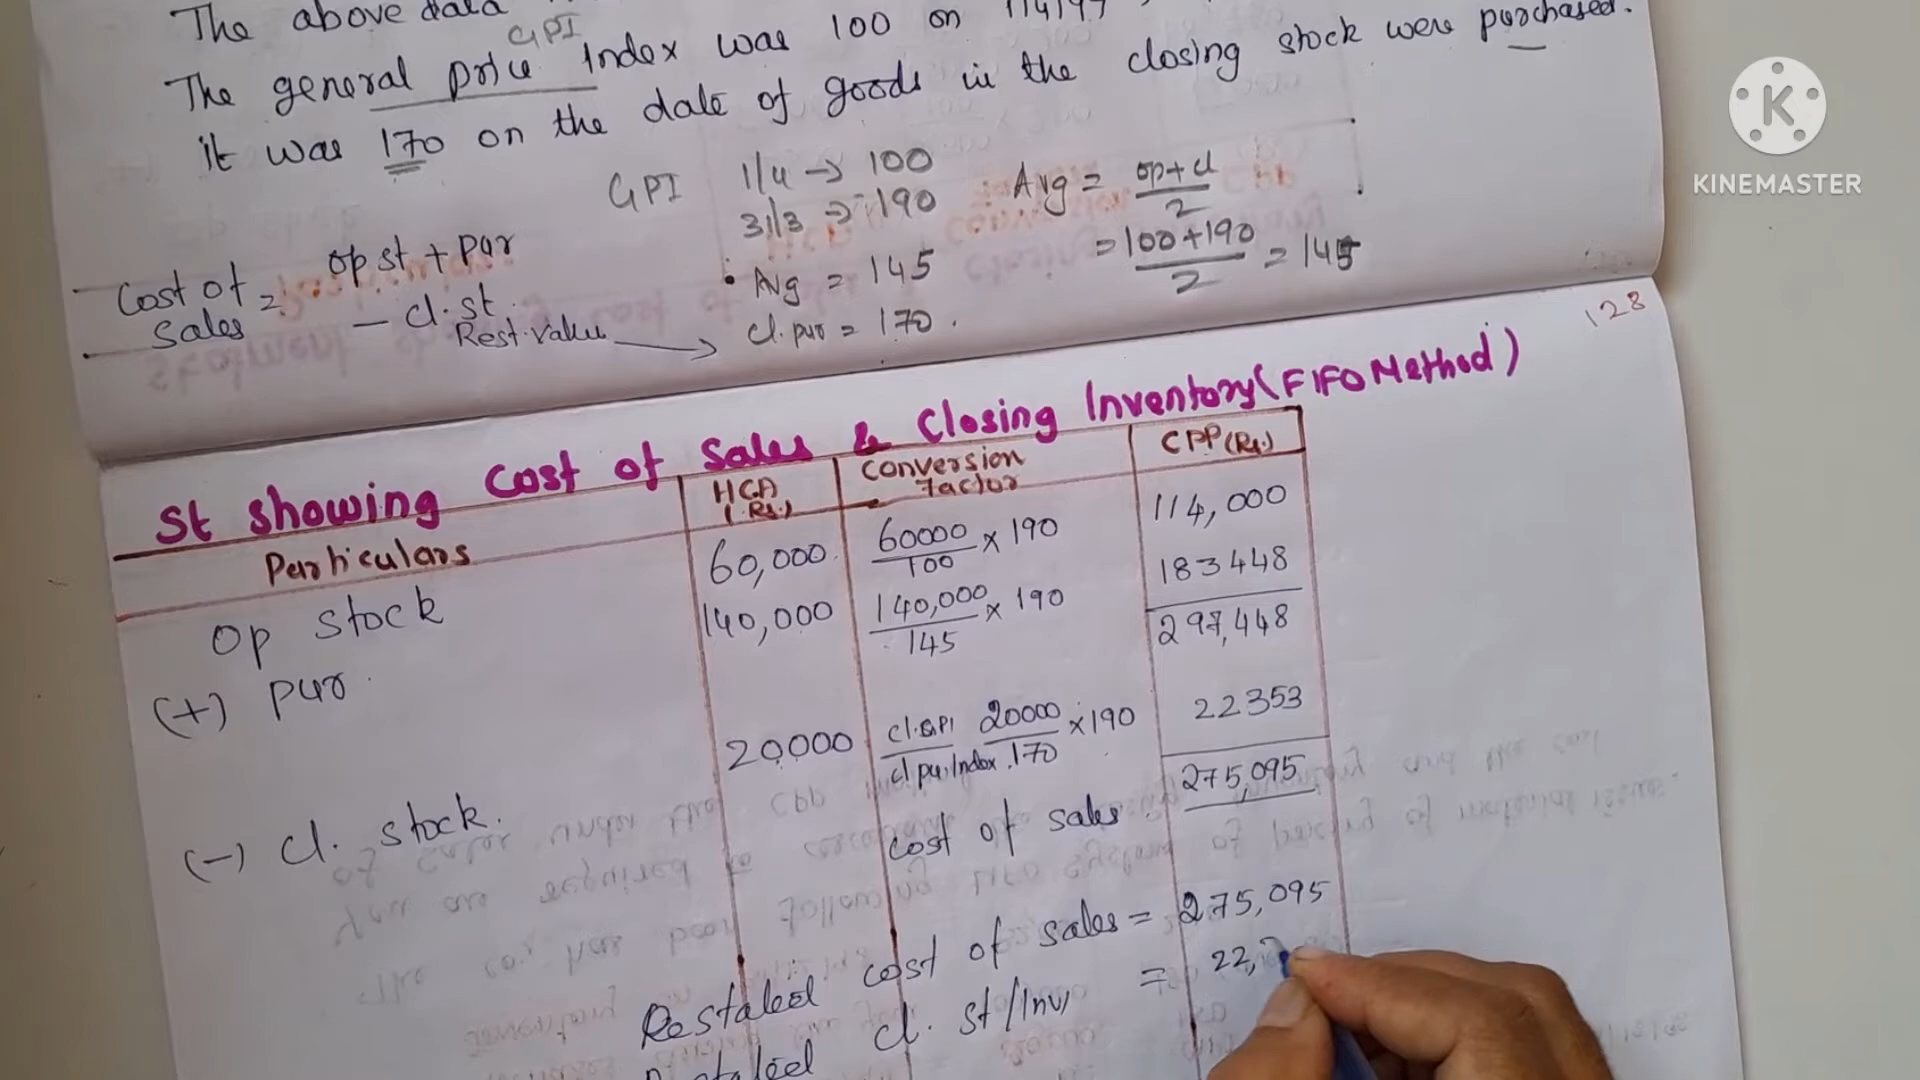 The above data
GPI
The general price Index was 100 on 1/4/97
it was 170 on the date of goods in the closing stock were purchased.
K
KINEMASTER
GPI 1/4 → 100
31/3 → 190
Avg = op+cl / 2
= 100+190 / 2 = 145
Cost of Sales = op st + pur
— cl. st.
Rest. value →
• Avg = 145
cl. pur = 170.
128
St showing Cost of Sales & Closing Inventory (FIFO Method)
Particulars HCA (Rs.) Conversion Factor CPP (Rs.)
Op stock 60,000 60000/100 × 190 114,000
(+) pur. 140,000 140,000/145 × 190 183448
297,448
(-) cl. stock. 20000 cl.GPI/cl pur. Index 20000/170 × 190 22353
cost of sales 275,095
Restated cost of sales = 275,095
cl. st/Inv = 22,